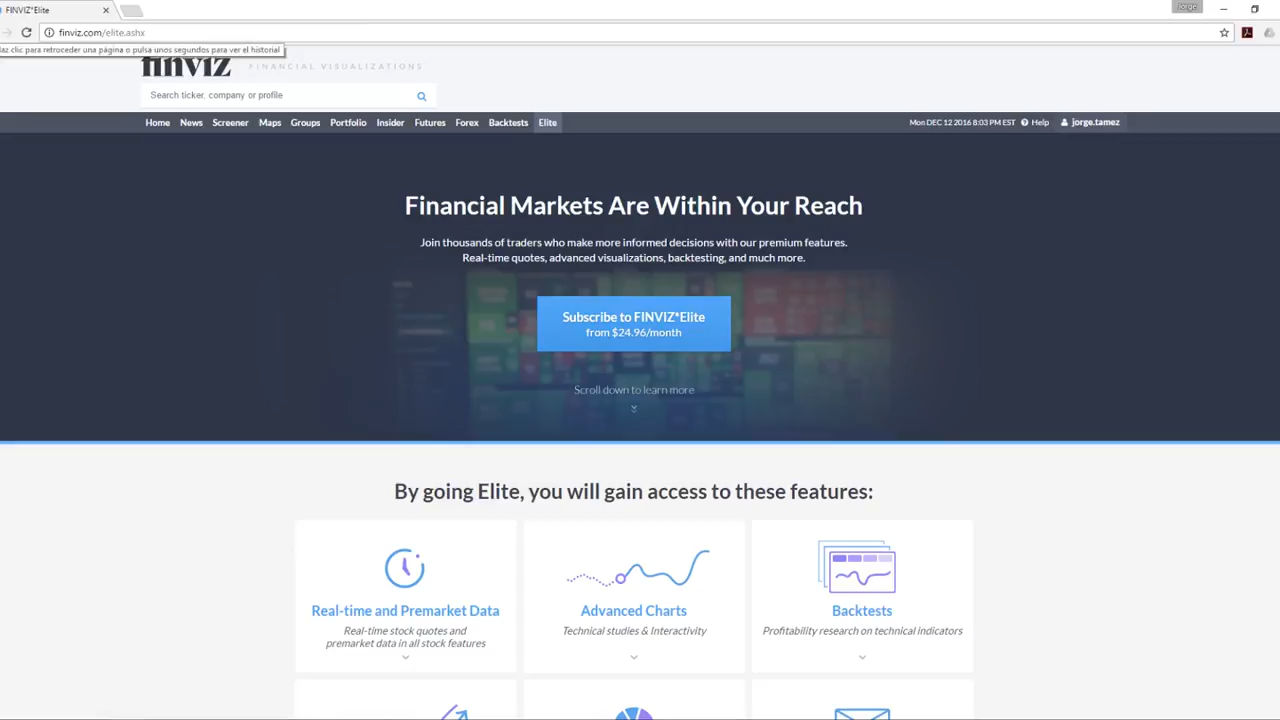 FINVIZ*Elite
Jorge
finviz.com/elite.ashx
az clic para retroceder una página o pulsa unos segundos para ver el historial
finviz FINANCIAL VISUALIZATIONS
Search ticker, company or profile
Home News Screener Maps Groups Portfolio Insider Futures Forex Backtests Elite Mon DEC 12 2016 8:03 PM EST Help jorge.tamez
Financial Markets Are Within Your Reach
Join thousands of traders who make more informed decisions with our premium features.
Real-time quotes, advanced visualizations, backtesting, and much more.
Subscribe to FINVIZ*Elite
from $24.96/month
Scroll down to learn more
By going Elite, you will gain access to these features:
Real-time and Premarket Data
Real-time stock quotes and
premarket data in all stock features
Advanced Charts
Technical studies & Interactivity
Backtests
Profitability research on technical indicators